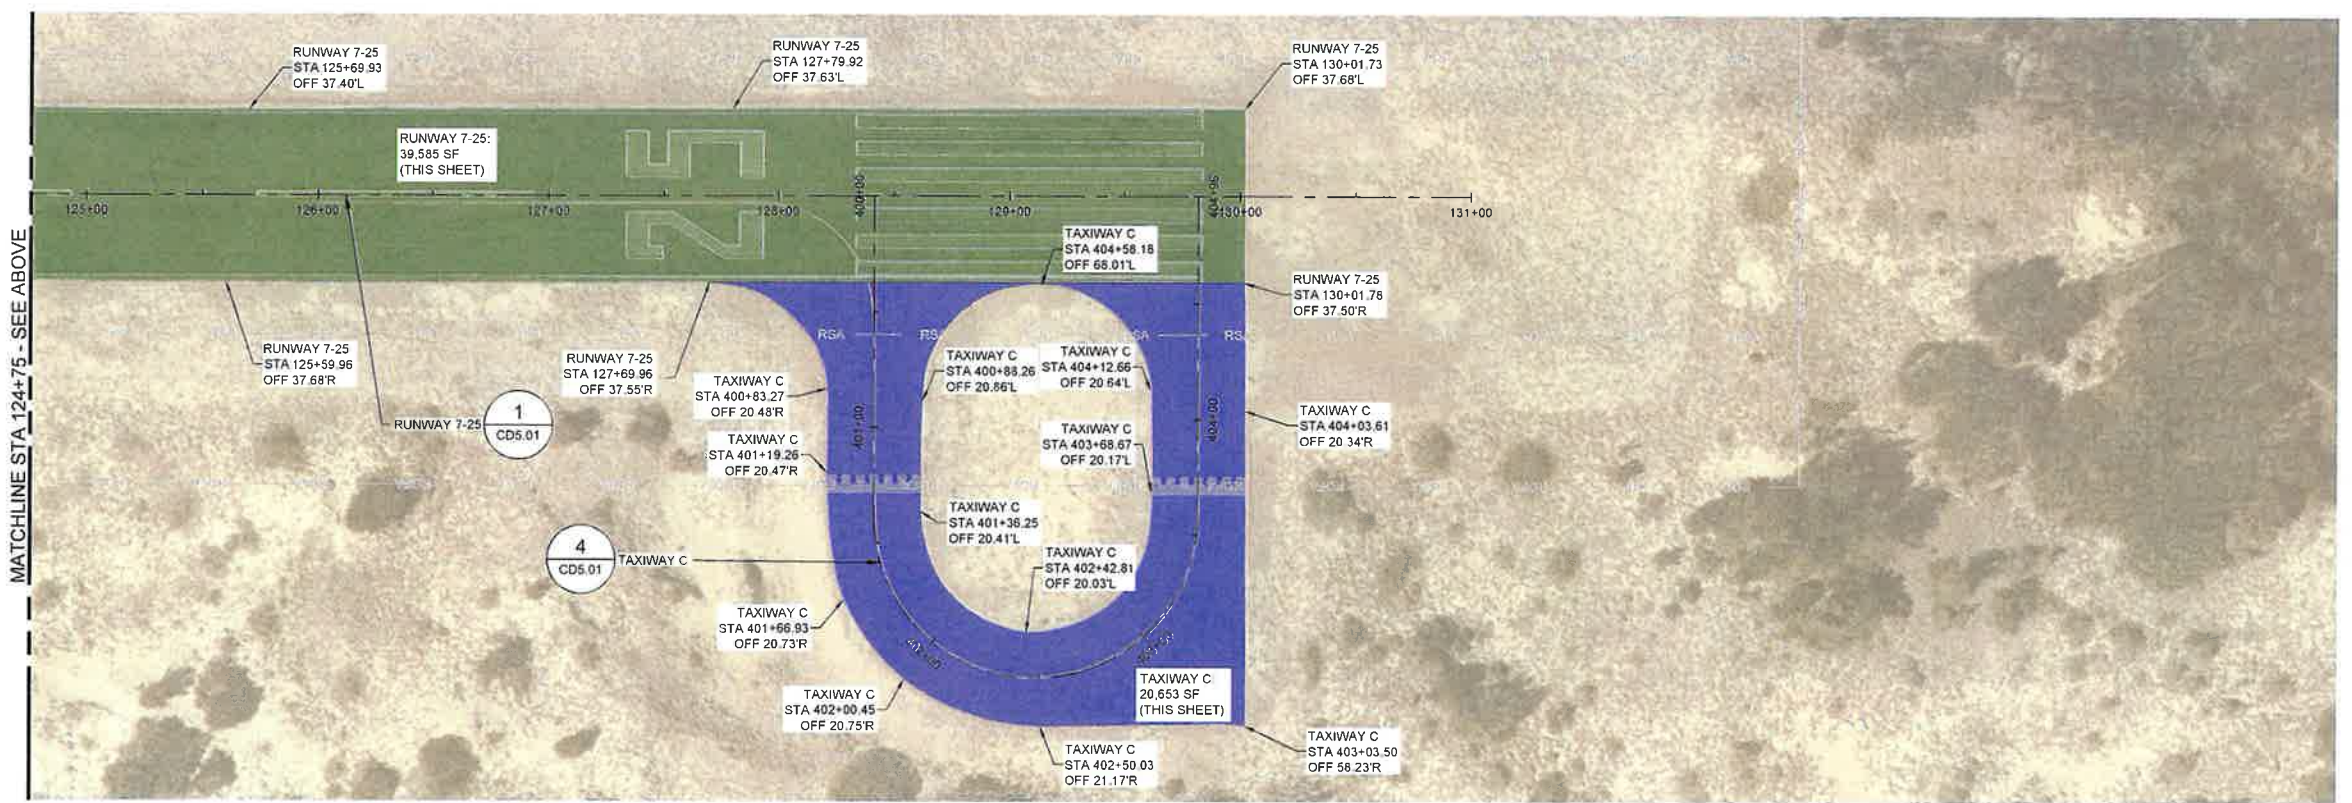 MATCHLINE STA 124+75 - SEE ABOVE
RUNWAY 7-25
STA 125+69.93
OFF 37.40'L
RUNWAY 7-25
STA 127+79.92
OFF 37.63'L
RUNWAY 7-25
STA 130+01.73
OFF 37.68'L
RUNWAY 7-25:
39,585 SF
(THIS SHEET)
25
125+00
126+00
127+00
128+00
129+00
130+00
131+00
400+00
404+96
TAXIWAY C
STA 404+58.18
OFF 68.01'L
RUNWAY 7-25
STA 130+01.78
OFF 37.50'R
RSA
RSA
RSA
RSA
RUNWAY 7-25
STA 125+59.96
OFF 37.68'R
RUNWAY 7-25
STA 127+69.96
OFF 37.55'R
TAXIWAY C
STA 400+83.27
OFF 20.48'R
TAXIWAY C
STA 400+88.26
OFF 20.86'L
TAXIWAY C
STA 404+12.66
OFF 20.64'L
RUNWAY 7-25
1
CD5.01
401+00
404+00
TAXIWAY C
STA 404+03.61
OFF 20.34'R
TAXIWAY C
STA 401+19.26
OFF 20.47'R
TAXIWAY C
STA 403+68.67
OFF 20.17'L
TAXIWAY C
STA 401+36.25
OFF 20.41'L
4
CD5.01
TAXIWAY C
TAXIWAY C
STA 402+42.81
OFF 20.03'L
TAXIWAY C
STA 401+66.93
OFF 20.73'R
402+00
403+00
TAXIWAY C:
20,653 SF
(THIS SHEET)
TAXIWAY C
STA 402+00.45
OFF 20.75'R
TAXIWAY C
STA 402+50.03
OFF 21.17'R
TAXIWAY C
STA 403+03.50
OFF 58.23'R